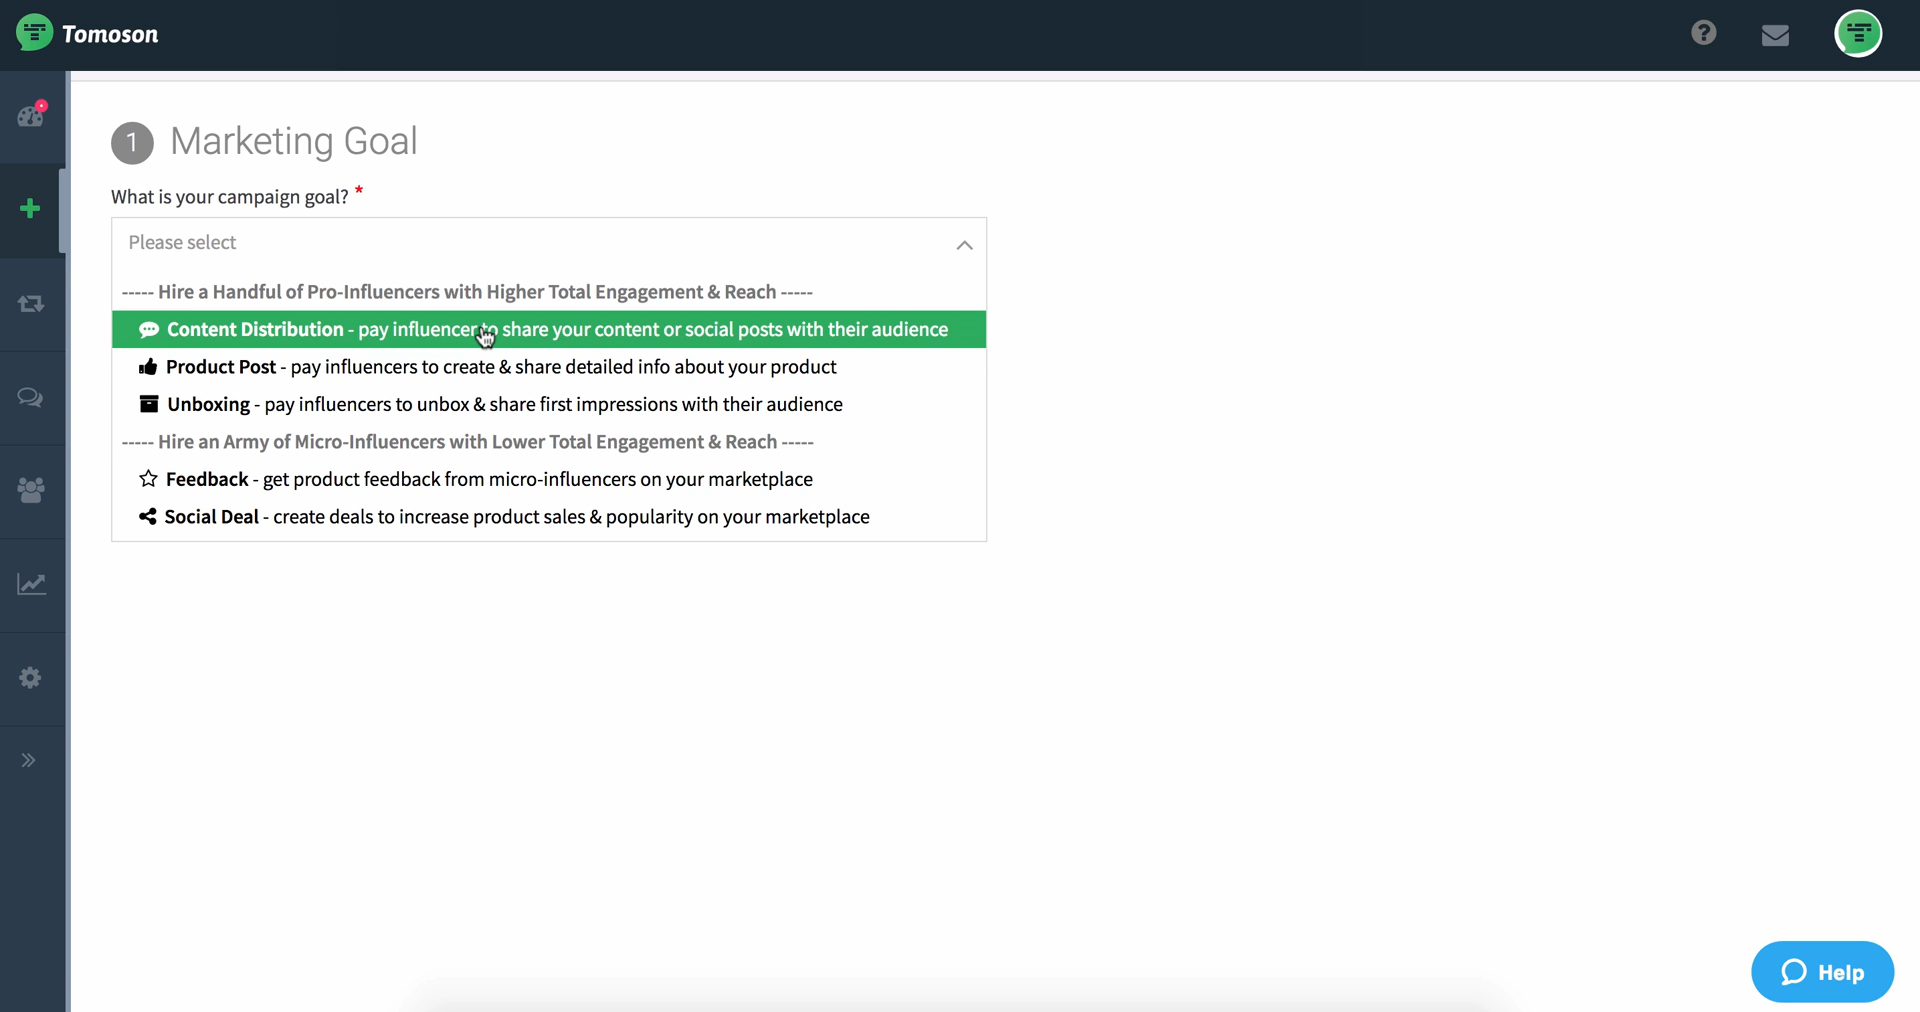 Tomoson
1 Marketing Goal
What is your campaign goal? *
Please select
----- Hire a Handful of Pro-Influencers with Higher Total Engagement & Reach -----
Content Distribution - pay influencer to share your content or social posts with their audience
Product Post - pay influencers to create & share detailed info about your product
Unboxing - pay influencers to unbox & share first impressions with their audience
----- Hire an Army of Micro-Influencers with Lower Total Engagement & Reach -----
Feedback - get product feedback from micro-influencers on your marketplace
Social Deal - create deals to increase product sales & popularity on your marketplace
Help